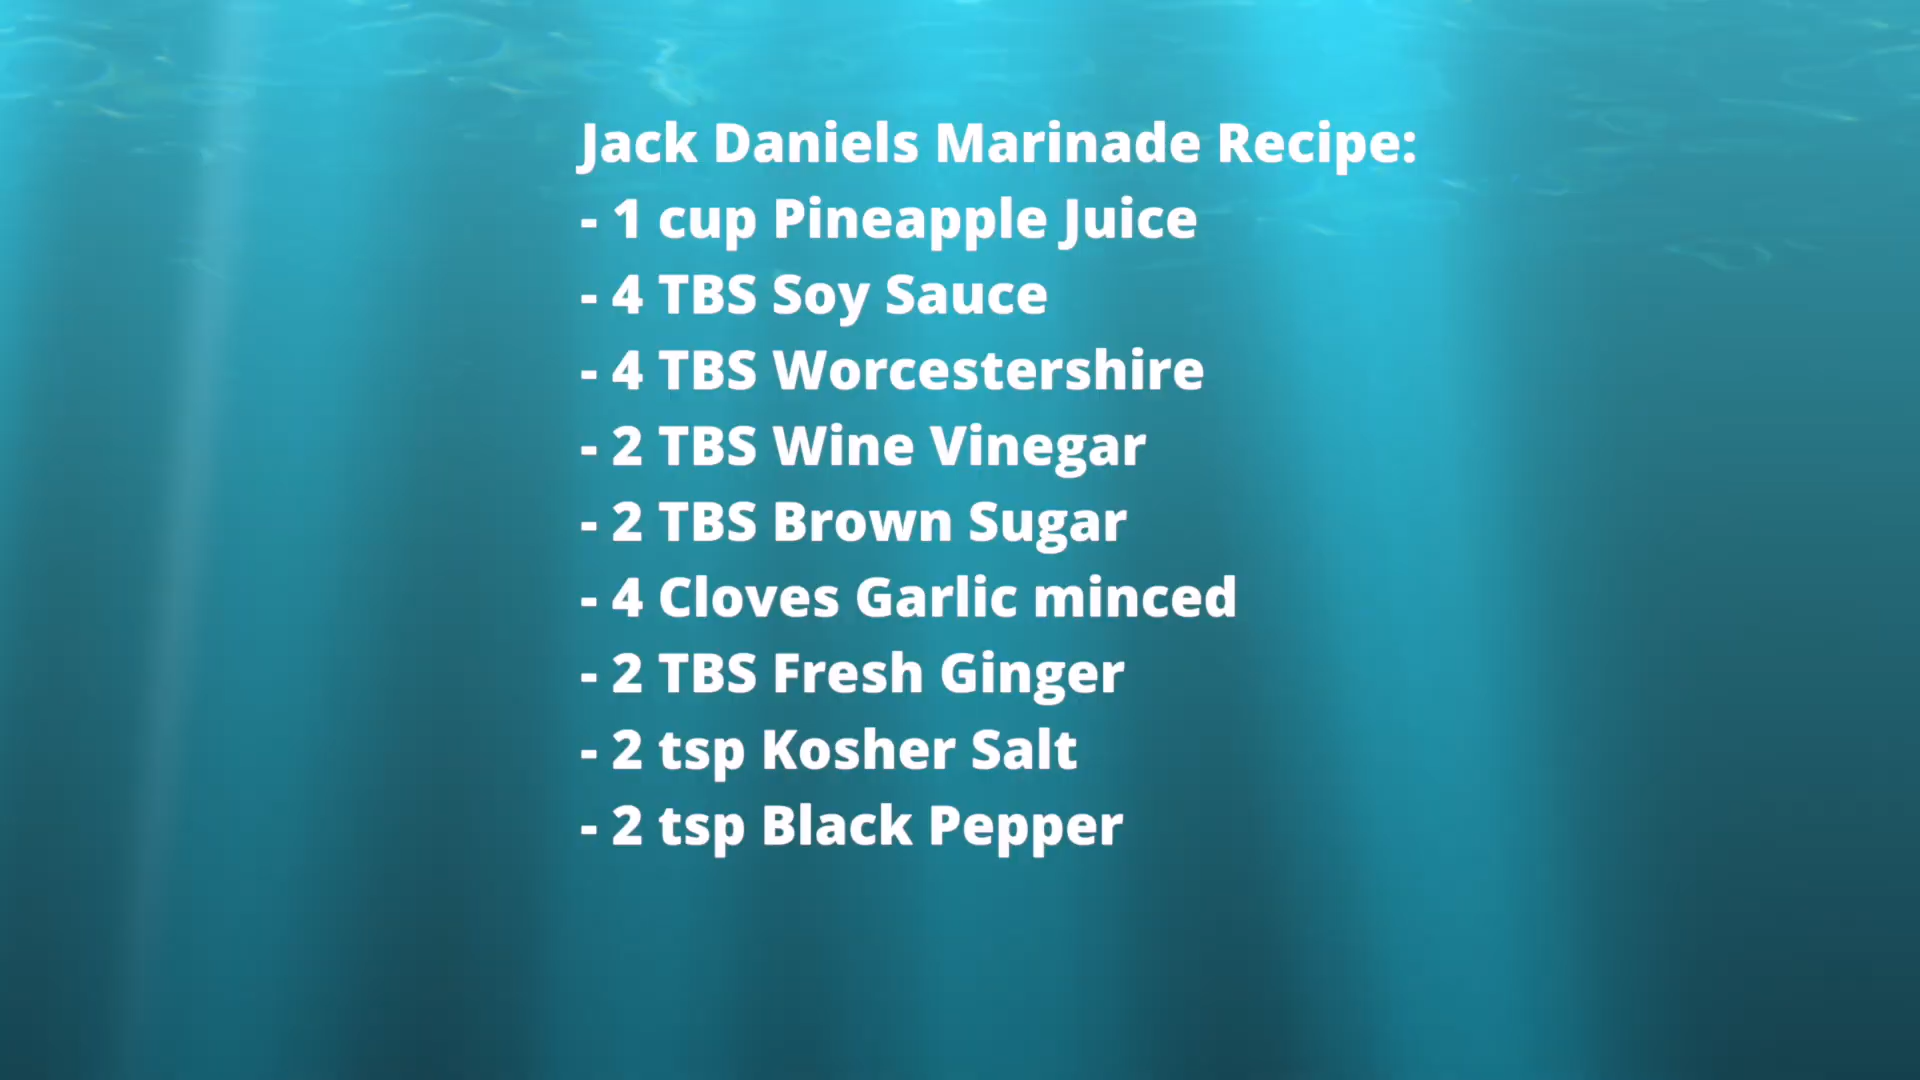 Jack Daniels Marinade Recipe:
- 1 cup Pineapple Juice
- 4 TBS Soy Sauce
- 4 TBS Worcestershire
- 2 TBS Wine Vinegar
- 2 TBS Brown Sugar
- 4 Cloves Garlic minced
- 2 TBS Fresh Ginger
- 2 tsp Kosher Salt
- 2 tsp Black Pepper